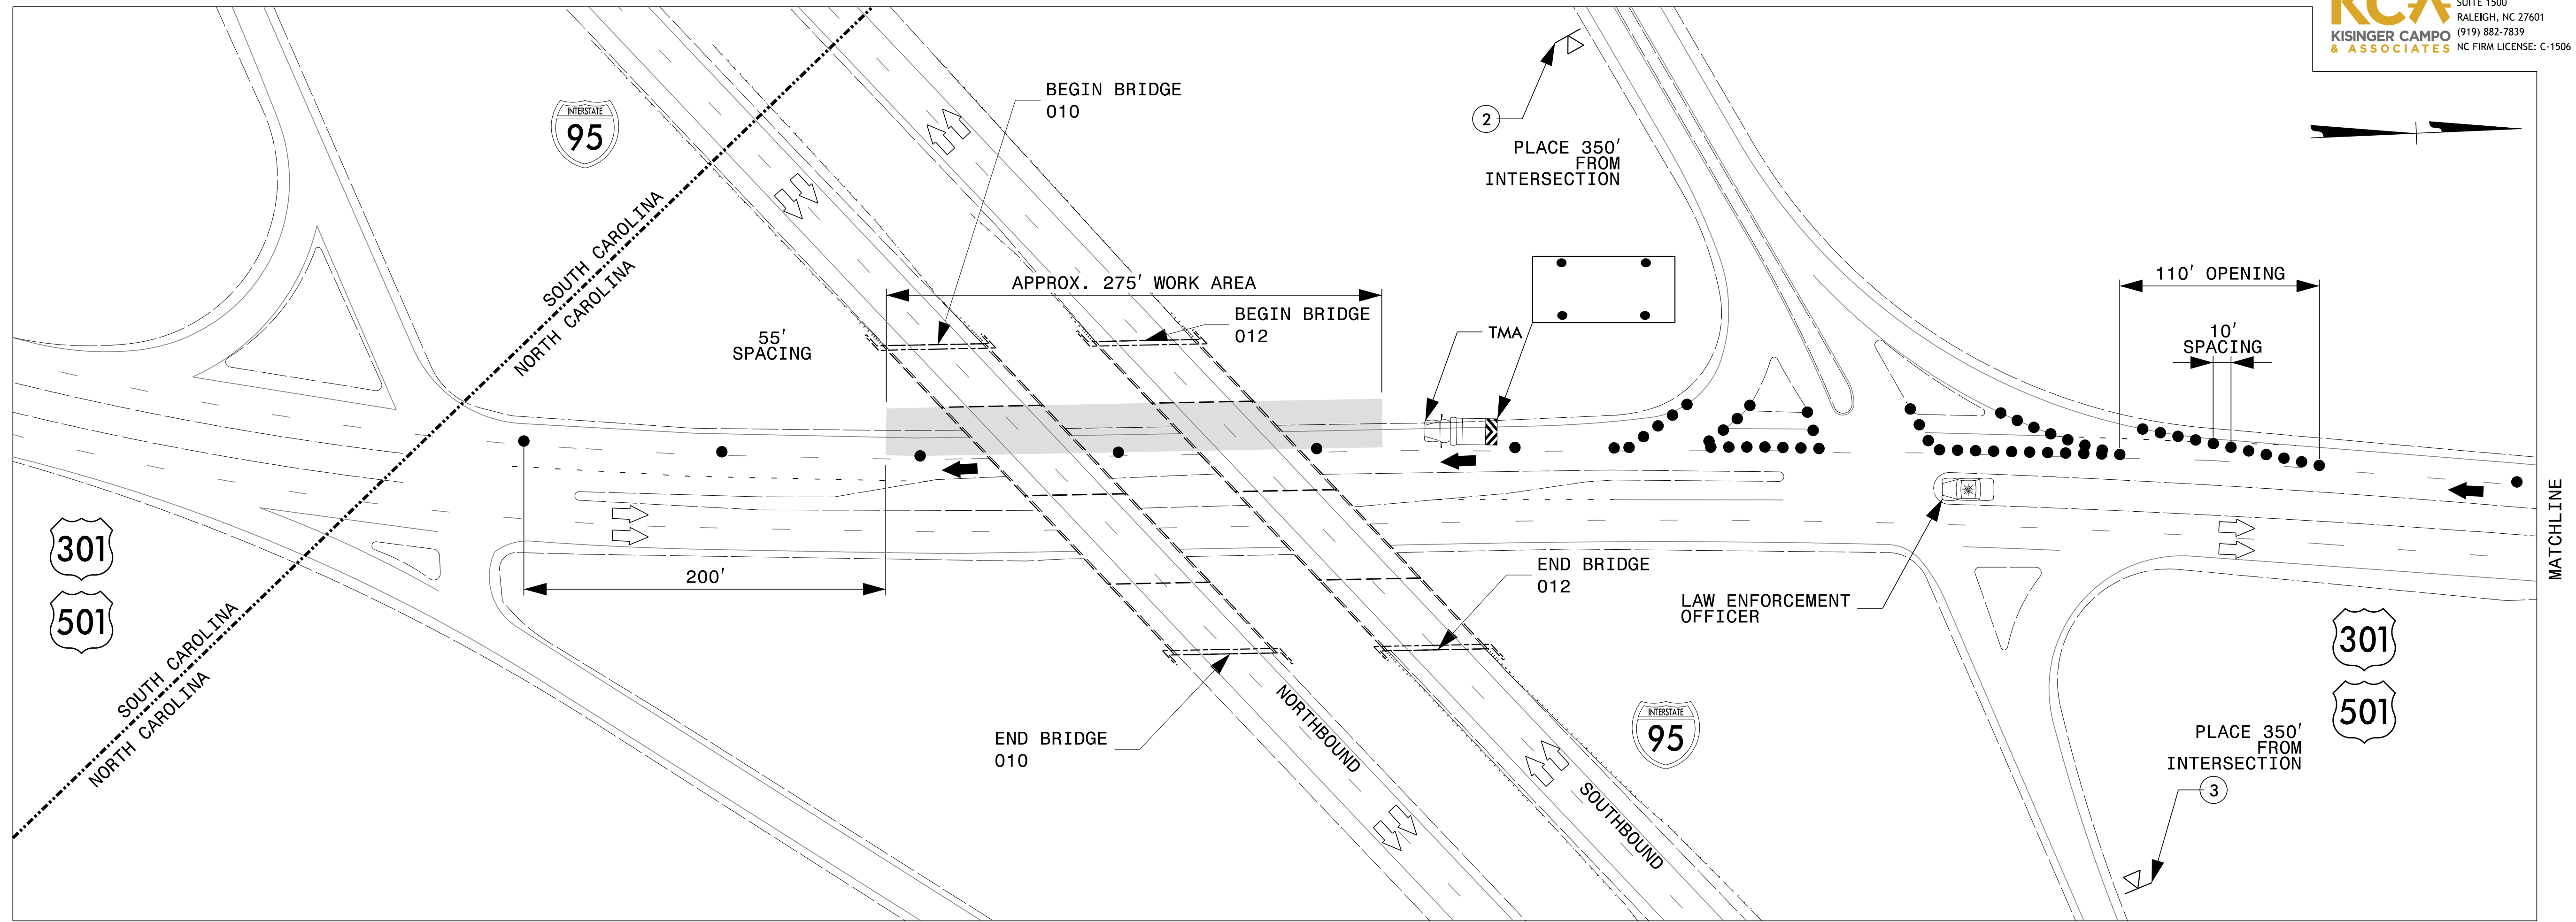 KCA
KISINGER CAMPO
& ASSOCIATES
SUITE 1500
RALEIGH, NC 27601
(919) 882-7839
NC FIRM LICENSE: C-1506
INTERSTATE
95
BEGIN BRIDGE
010
2
PLACE 350'
FROM
INTERSECTION
SOUTH CAROLINA
NORTH CAROLINA
APPROX. 275' WORK AREA
110' OPENING
BEGIN BRIDGE
012
TMA
10'
SPACING
55'
SPACING
MATCHLINE
301
501
200'
END BRIDGE
012
LAW ENFORCEMENT
OFFICER
301
501
SOUTH CAROLINA
NORTH CAROLINA
END BRIDGE
010
NORTHBOUND
SOUTHBOUND
INTERSTATE
95
PLACE 350'
FROM
INTERSECTION
3